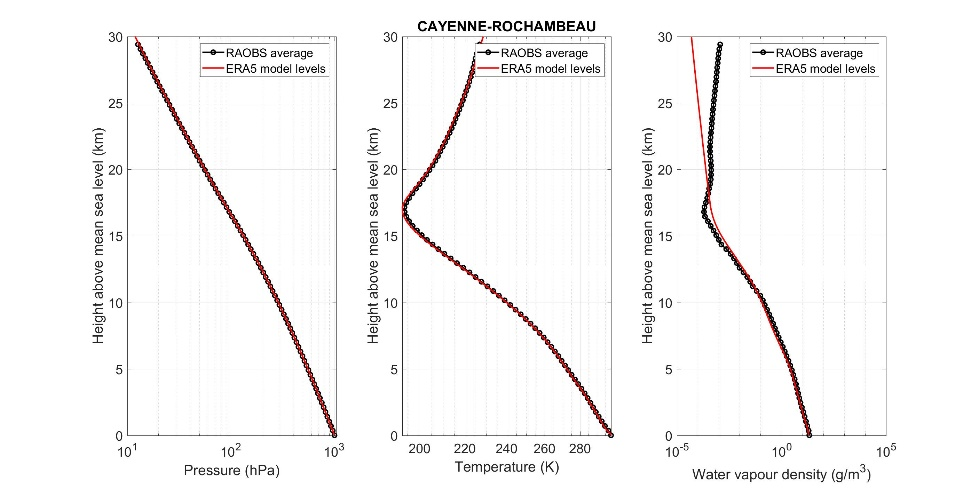 CAYENNE-ROCHAMBEAU
Height above mean sea level (km)
30
25
20
15
10
5
0
RAOBS average
ERA5 model levels
10^1
10^2
10^3
Pressure (hPa)
Height above mean sea level (km)
30
25
20
15
10
5
0
RAOBS average
ERA5 model levels
200
220
240
260
280
Temperature (K)
Height above mean sea level (km)
30
25
20
15
10
5
0
RAOBS average
ERA5 model levels
10^-5
10^0
10^5
Water vapour density (g/m^3)